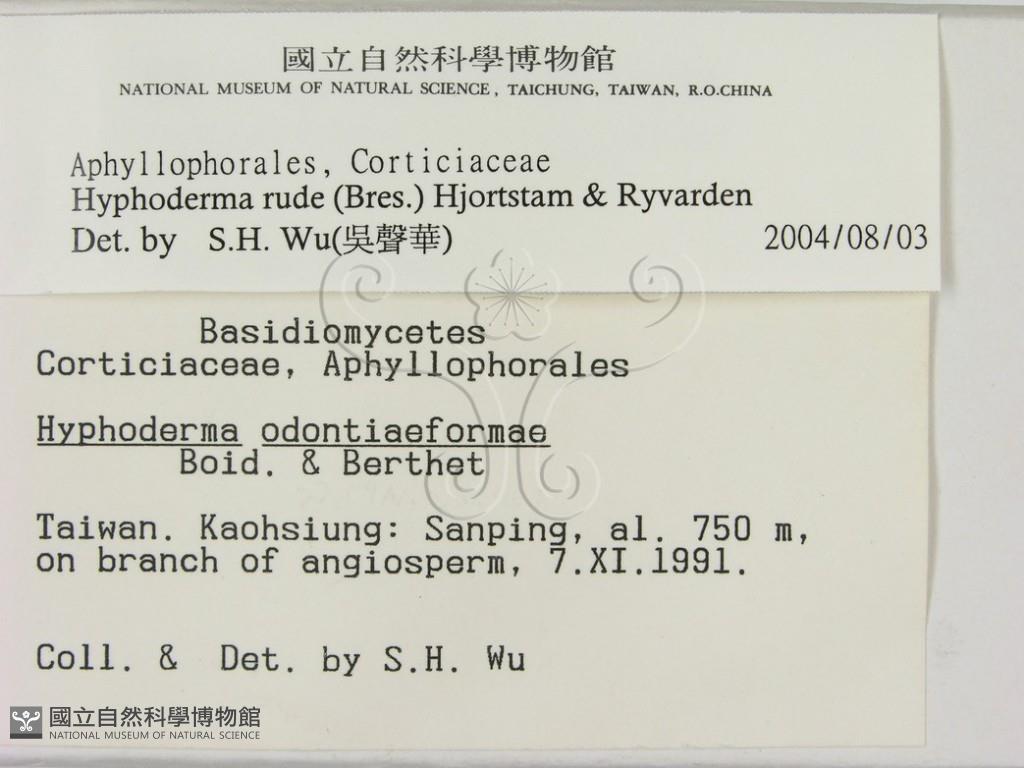 國立自然科學博物館
NATIONAL MUSEUM OF NATURAL SCIENCE, TAICHUNG, TAIWAN, R.O.CHINA
Aphyllophorales, Corticiaceae
Hyphoderma rude (Bres.) Hjortstam & Ryvarden
Det. by S.H. Wu(吳聲華) 2004/08/03
Basidiomycetes
Corticiaceae, Aphyllophorales
Hyphoderma odontiaeformae
Boid. & Berthet
Taiwan. Kaohsiung: Sanping, al. 750 m,
on branch of angiosperm, 7.XI.1991.
Coll. & Det. by S.H. Wu
國立自然科學博物館
NATIONAL MUSEUM OF NATURAL SCIENCE